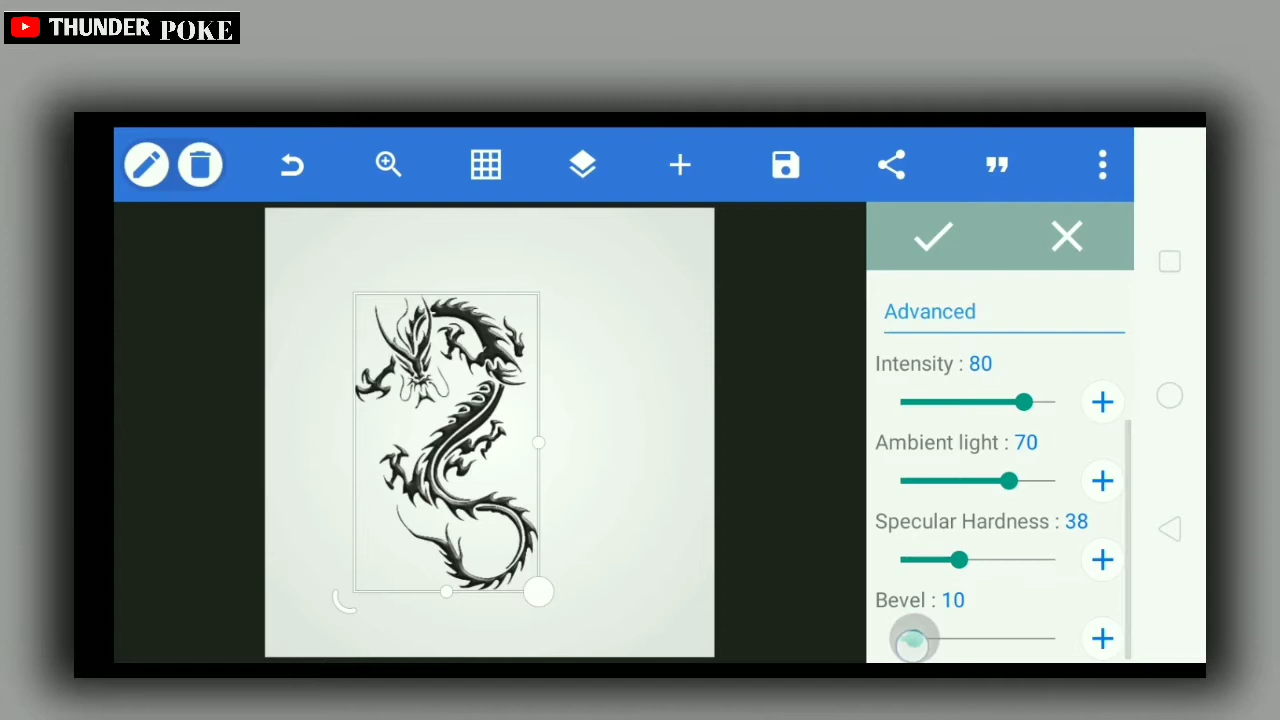 THUNDER POKE
Advanced
Intensity : 80
Ambient light : 70
Specular Hardness : 38
Bevel : 10